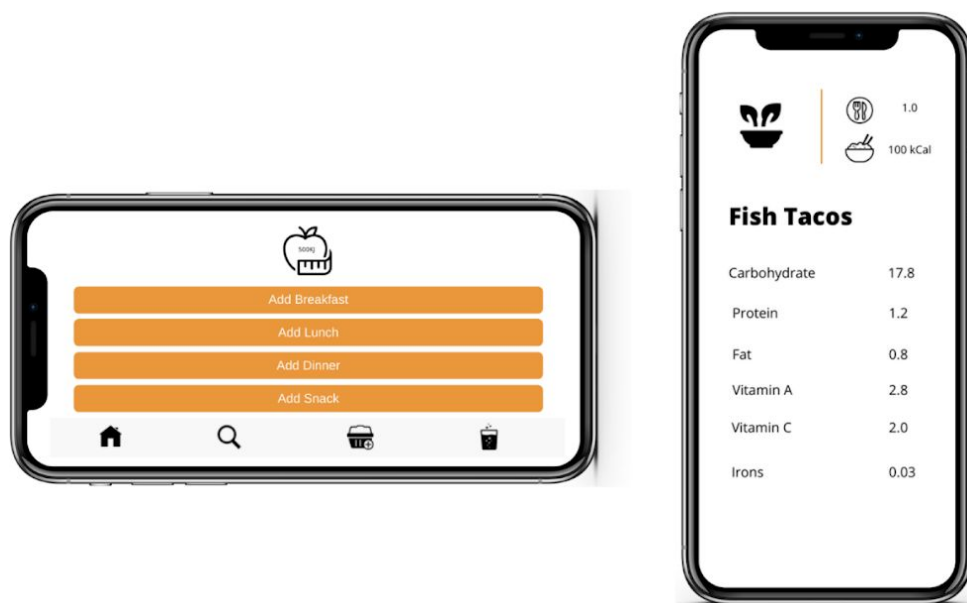 500Kj
Add Breakfast
Add Lunch
Add Dinner
Add Snack
1.0
100 kCal
Fish Tacos
Carbohydrate 17.8
Protein 1.2
Fat 0.8
Vitamin A 2.8
Vitamin C 2.0
Irons 0.03